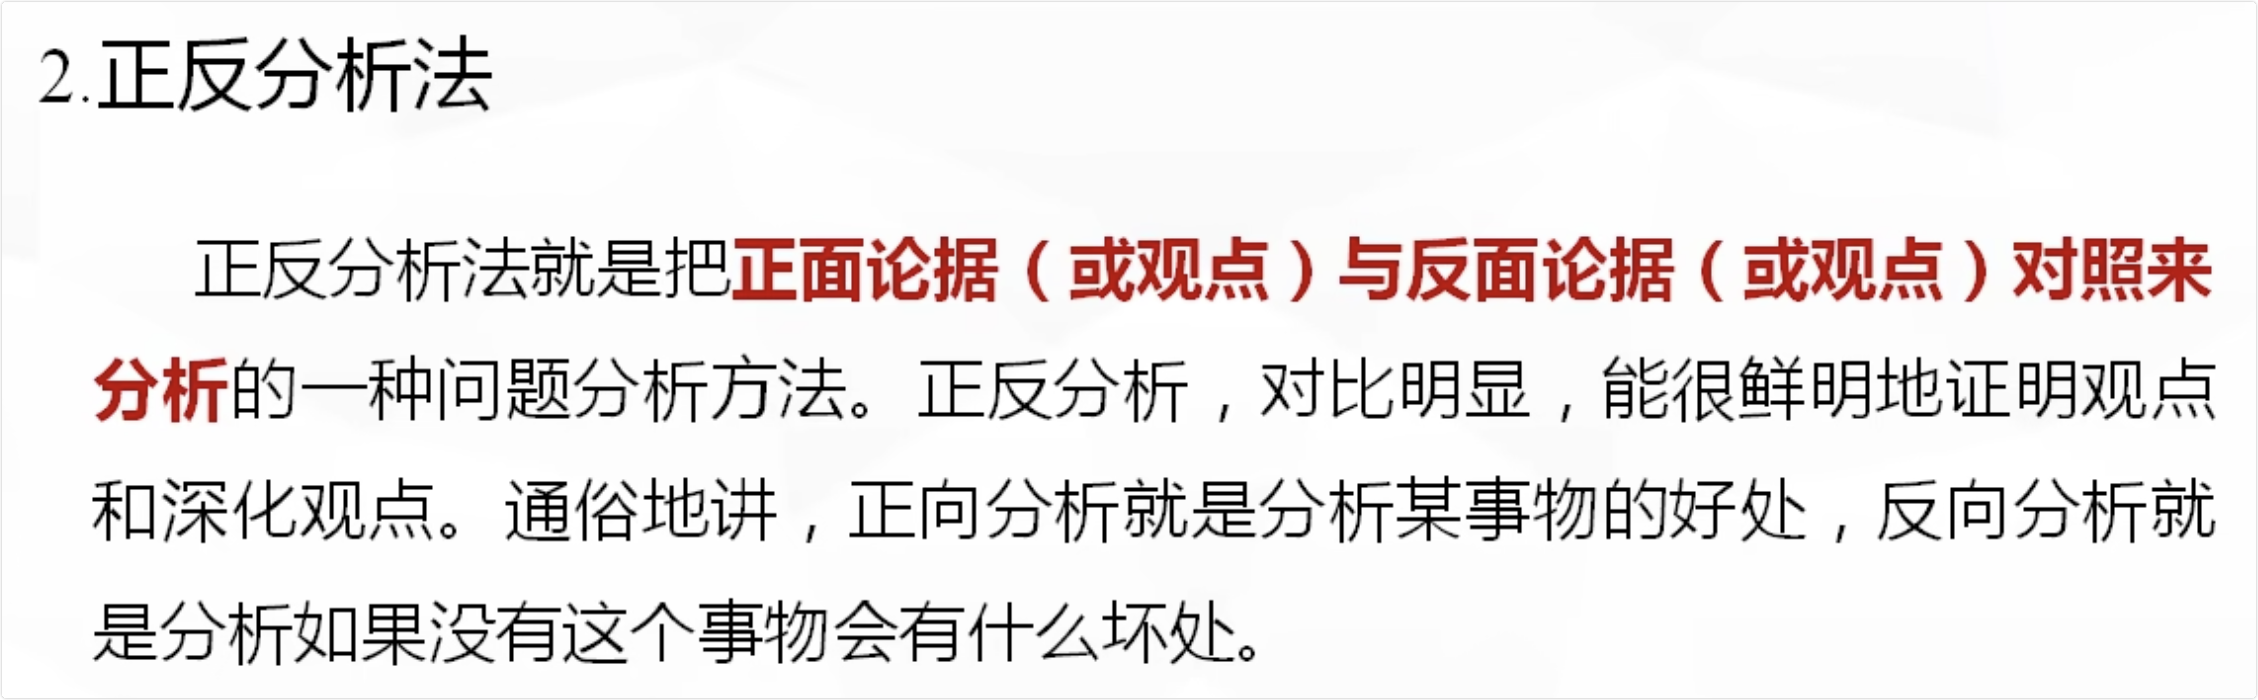 2.正反分析法
正反分析法就是把正面论据（或观点）与反面论据（或观点）对照来
分析的一种问题分析方法。正反分析，对比明显，能很鲜明地证明观点
和深化观点。通俗地讲，正向分析就是分析某事物的好处，反向分析就
是分析如果没有这个事物会有什么坏处。